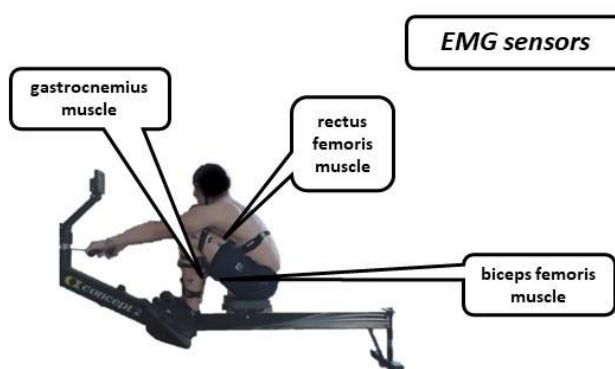 EMG sensors
gastrocnemius
muscle
rectus
femoris
muscle
biceps femoris
muscle
concept2